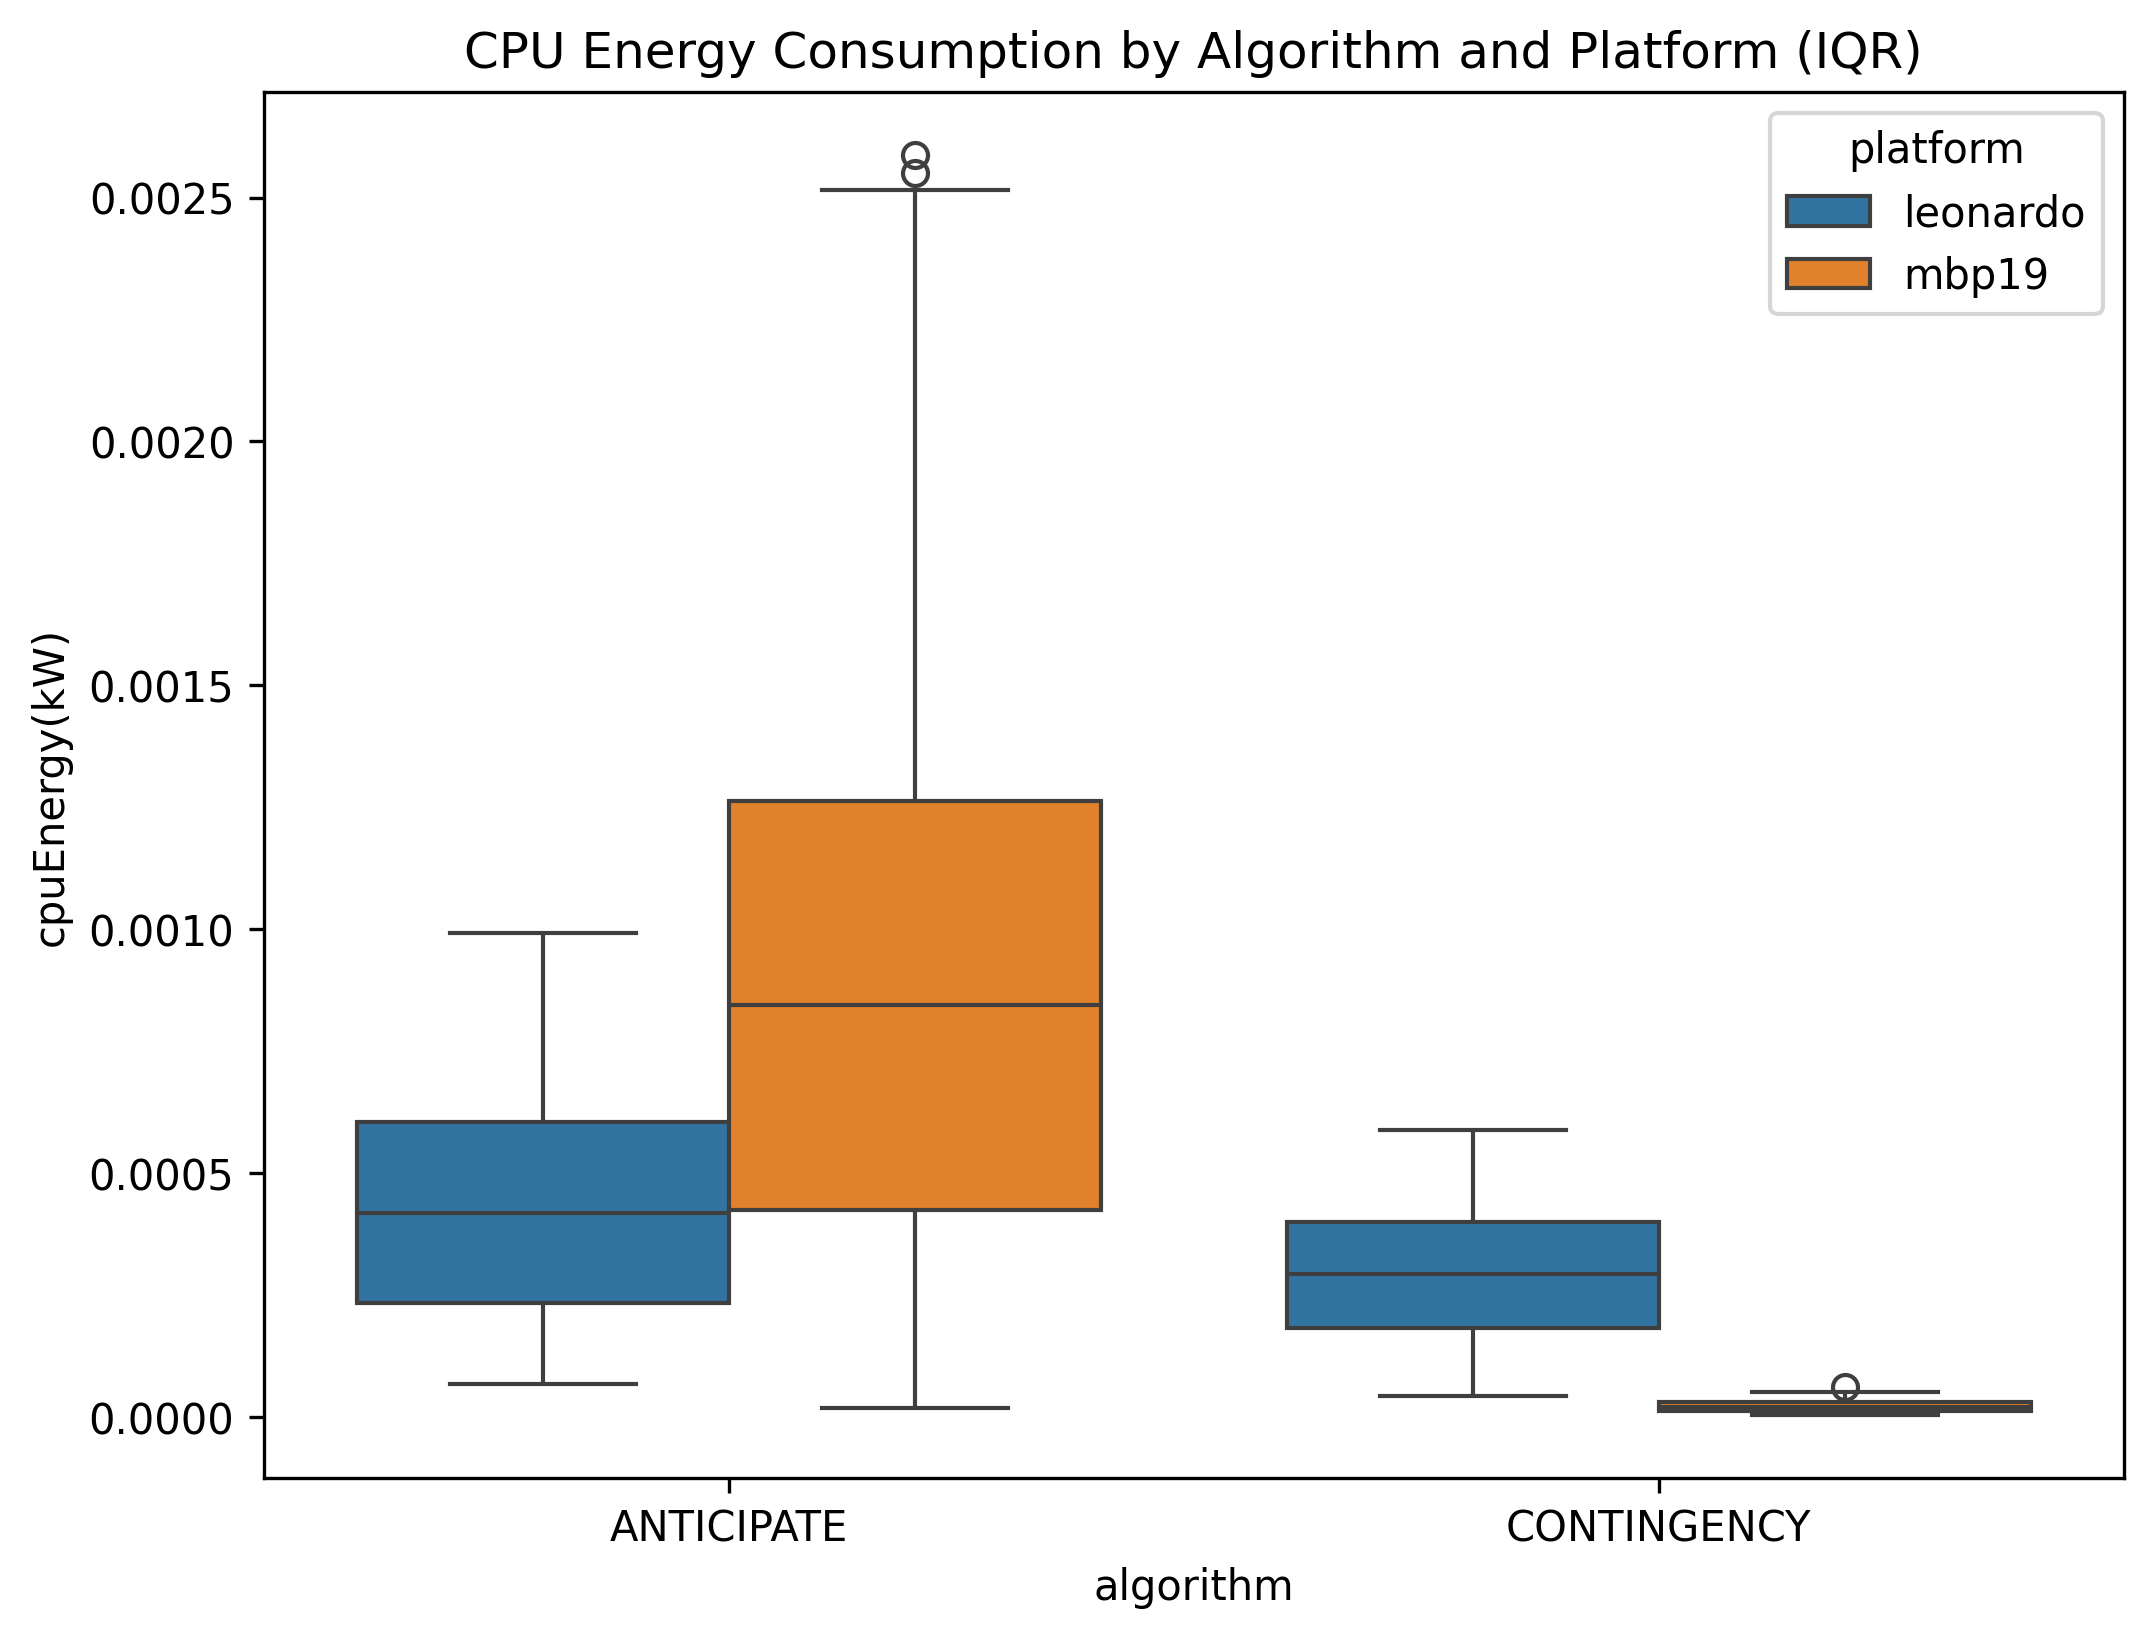 CPU Energy Consumption by Algorithm and Platform (IQR)
platform
leonardo
mbp19
0.0025
0.0020
0.0015
0.0010
0.0005
0.0000
cpuEnergy(kW)
ANTICIPATE
CONTINGENCY
algorithm